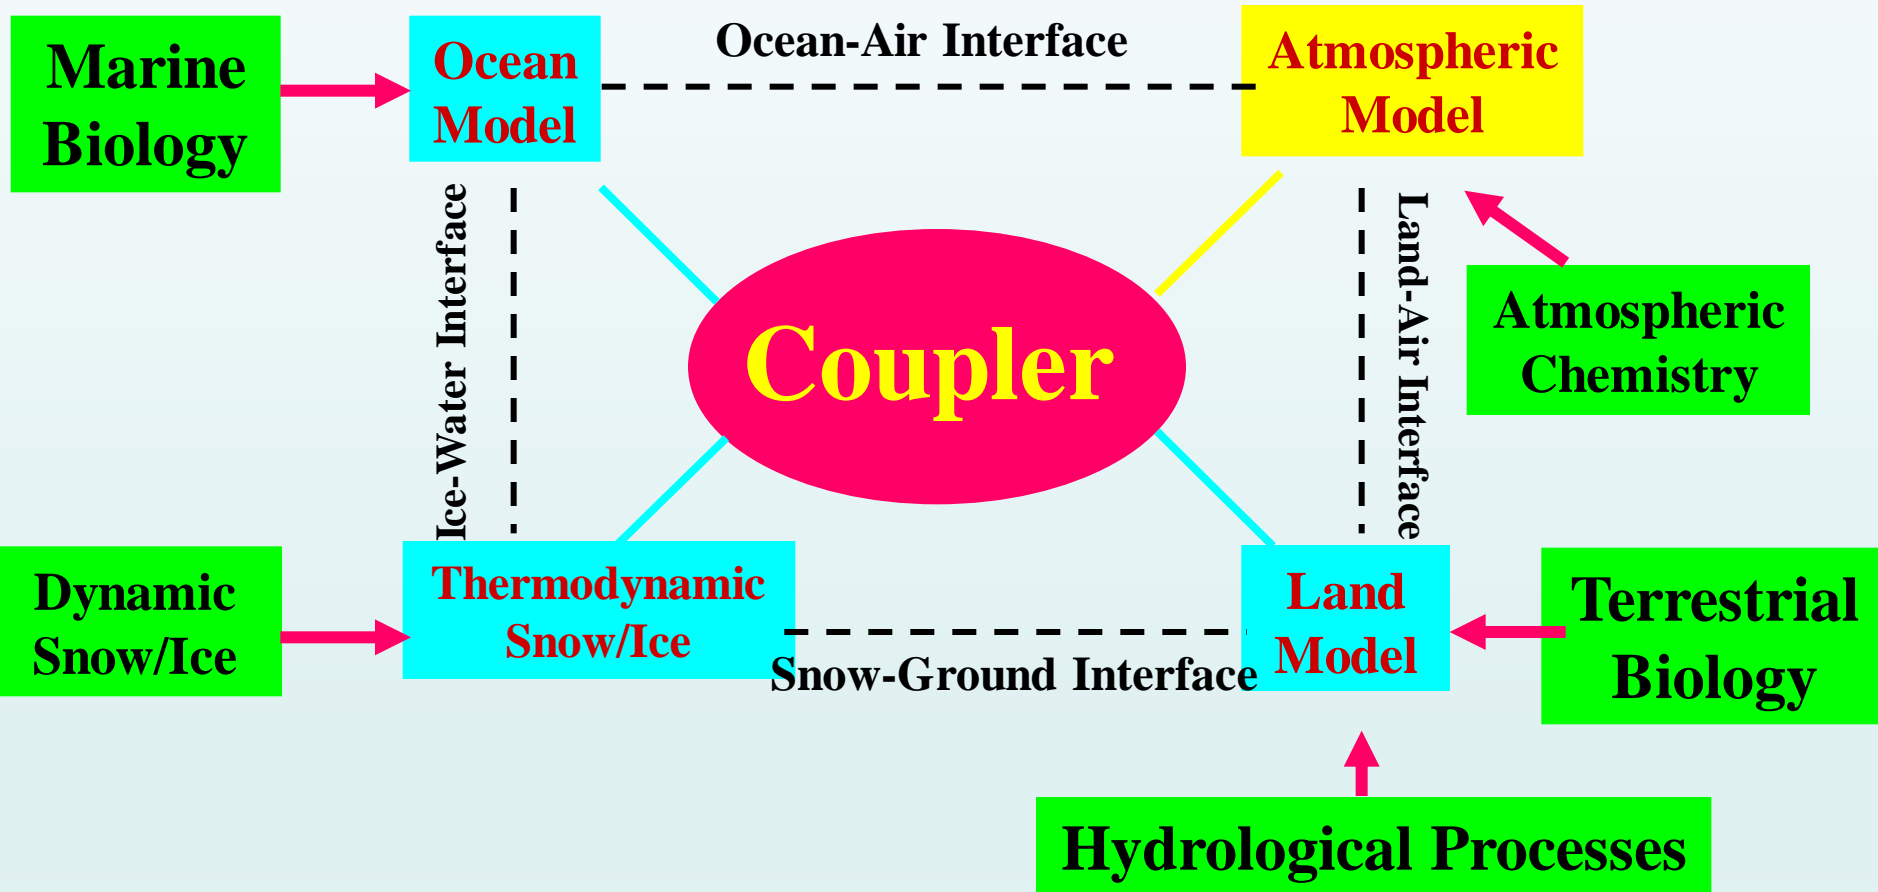 Marine
Biology
Ocean
Model
Ocean-Air Interface
Atmospheric
Model
Ice-Water Interface
Coupler
Land-Air Interface
Atmospheric
Chemistry
Dynamic
Snow/Ice
Thermodynamic
Snow/Ice
Snow-Ground Interface
Land
Model
Terrestrial
Biology
Hydrological Processes